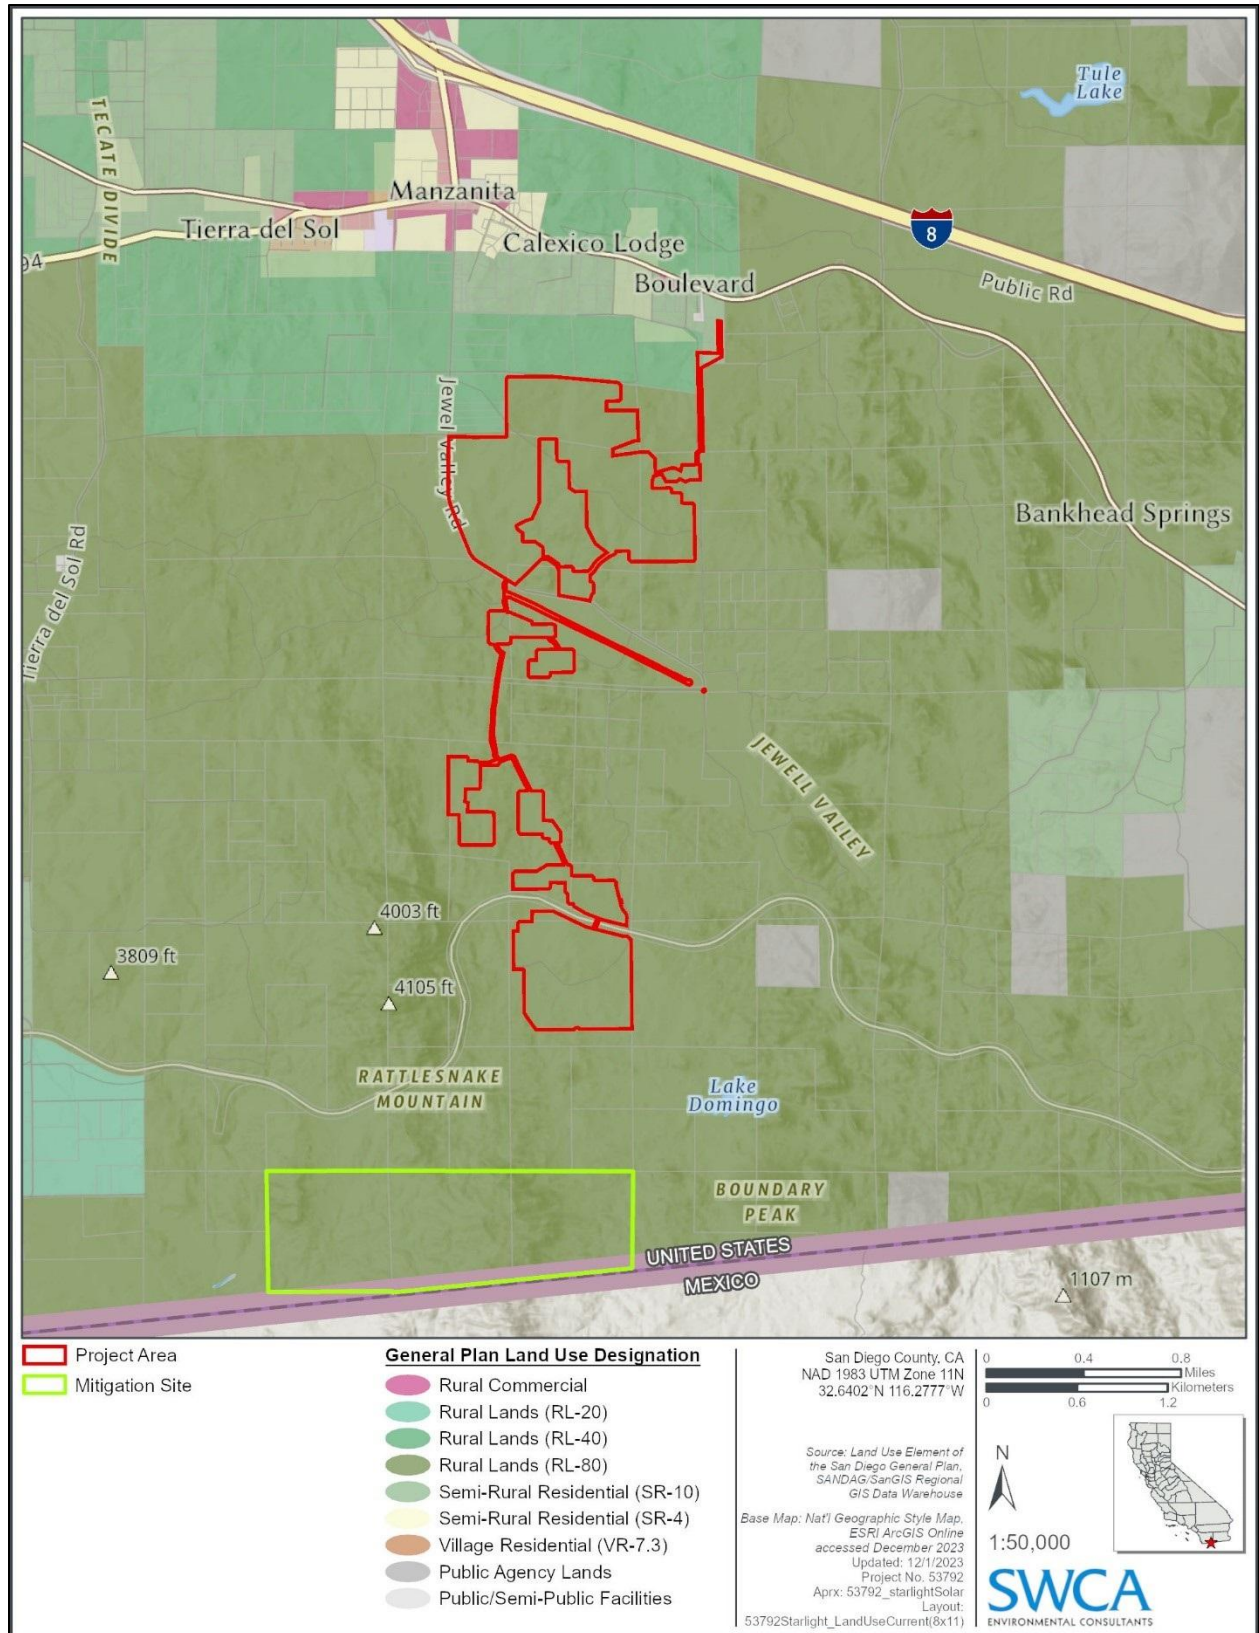 Tule
Lake
TECATE DIVIDE
Manzanita
Tierra del Sol
Calexico Lodge
94
8
Boulevard
Public Rd
Jewel Valley Rd
Bankhead Springs
Tierra del Sol Rd
JEWELL VALLEY
4003 ft
3809 ft
4105 ft
RATTLESNAKE
MOUNTAIN
Lake
Domingo
BOUNDARY
PEAK
UNITED STATES
MEXICO
1107 m
Project Area
Mitigation Site
General Plan Land Use Designation
Rural Commercial
Rural Lands (RL-20)
Rural Lands (RL-40)
Rural Lands (RL-80)
Semi-Rural Residential (SR-10)
Semi-Rural Residential (SR-4)
Village Residential (VR-7.3)
Public Agency Lands
Public/Semi-Public Facilities
San Diego County, CA
NAD 1983 UTM Zone 11N
32.6402°N 116.2777°W
Source: Land Use Element of
the San Diego General Plan,
SANDAG/SanGIS Regional
GIS Data Warehouse
Base Map: Nat'l Geographic Style Map,
ESRI ArcGIS Online
accessed December 2023
Updated: 12/1/2023
Project No. 53792
Aprx: 53792_starlightSolar
Layout:
53792Starlight_LandUseCurrent(8x11)
0 0.4 0.8
Miles
Kilometers
0 0.6 1.2
N
1:50,000
SWCA
ENVIRONMENTAL CONSULTANTS